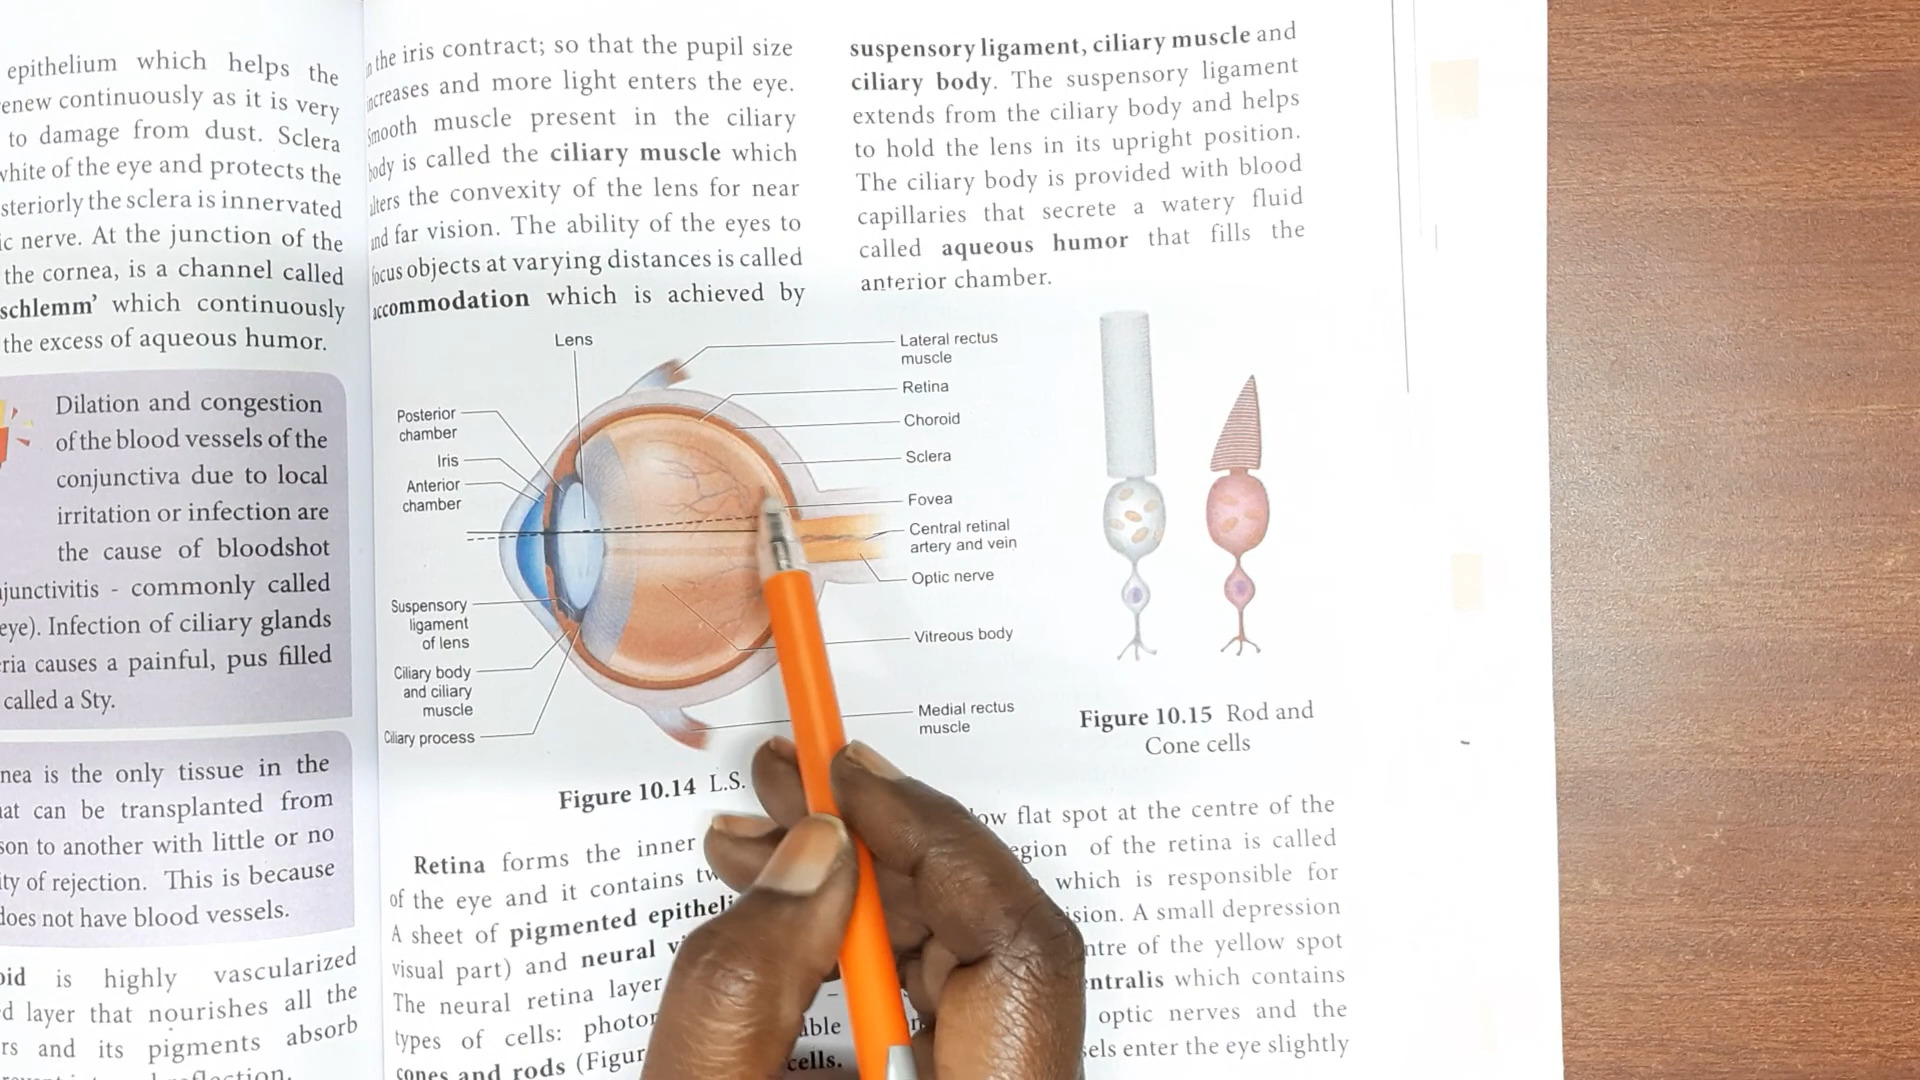 epithelium which helps the
enew continuously as it is very
to damage from dust. Sclera
white of the eye and protects the
steriorly the sclera is innervated
ic nerve. At the junction of the
the cornea, is a channel called
schlemm' which continuously
the excess of aqueous humor.
Dilation and congestion
of the blood vessels of the
conjunctiva due to local
irritation or infection are
the cause of bloodshot
njunctivitis - commonly called
eye). Infection of ciliary glands
ria causes a painful, pus filled
called a Sty.
nea is the only tissue in the
hat can be transplanted from
son to another with little or no
ity of rejection. This is because
does not have blood vessels.
oid is highly vascularized
d layer that nourishes all the
rs and its pigments absorb
n the iris contract; so that the pupil size
increases and more light enters the eye.
Smooth muscle present in the ciliary
body is called the ciliary muscle which
alters the convexity of the lens for near
and far vision. The ability of the eyes to
focus objects at varying distances is called
accommodation which is achieved by
suspensory ligament, ciliary muscle and
ciliary body. The suspensory ligament
extends from the ciliary body and helps
to hold the lens in its upright position.
The ciliary body is provided with blood
capillaries that secrete a watery fluid
called aqueous humor that fills the
anterior chamber.
Lens
Posterior
chamber
Iris
Anterior
chamber
Suspensory
ligament
of lens
Ciliary body
and ciliary
muscle
Ciliary process
Lateral rectus
muscle
Retina
Choroid
Sclera
Fovea
Central retinal
artery and vein
Optic nerve
Vitreous body
Medial rectus
muscle
Figure 10.14 L.S.
Figure 10.15 Rod and
Cone cells
Retina forms the inner
of the eye and it contains tw
A sheet of pigmented epitheli
visual part) and neural v
The neural retina layer
types of cells: photor
cones and rods (Figur
able
cells.
ow flat spot at the centre of the
egion of the retina is called
which is responsible for
ision. A small depression
ntre of the yellow spot
entralis which contains
optic nerves and the
sels enter the eye slightly